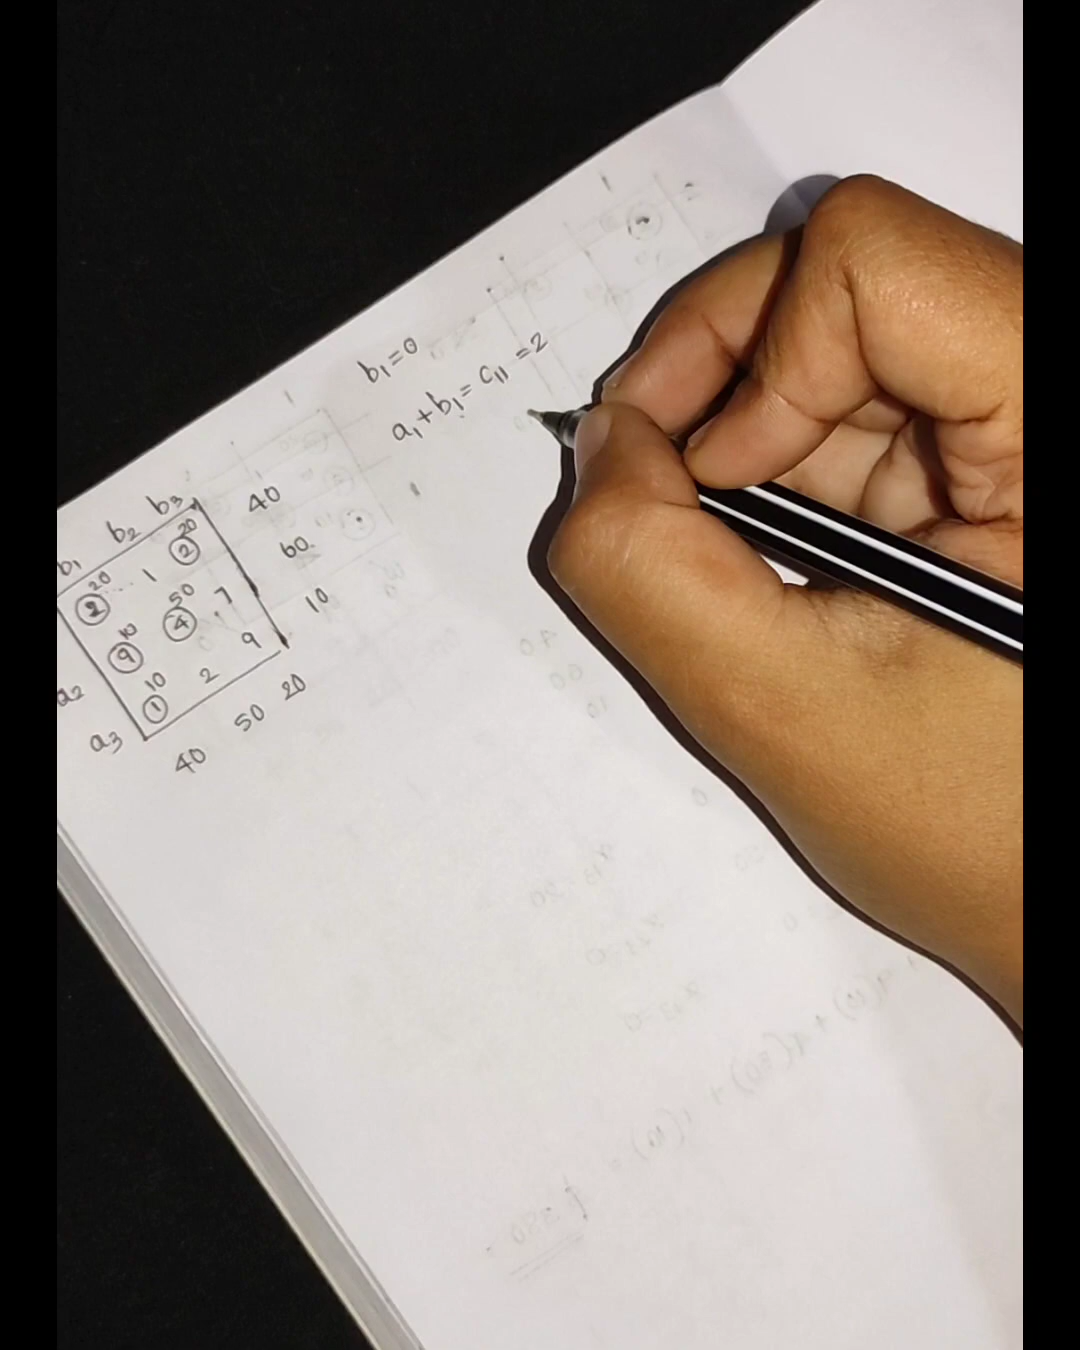 b₁=0
a₁+b₁= c₁₁ =2
b₁ b₂ b₃
② 20 1 ② 20 40
⑨ 10 ④ 50 7 60
a₂ ① 10 2 9 10
a₃
40 50 20